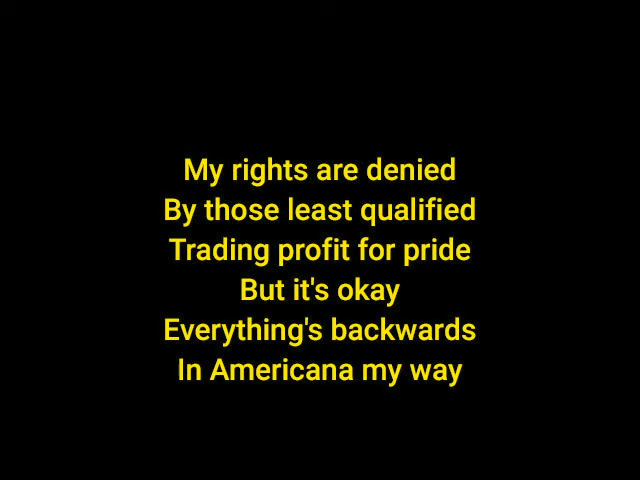 My rights are denied
By those least qualified
Trading profit for pride
But it's okay
Everything's backwards
In Americana my way